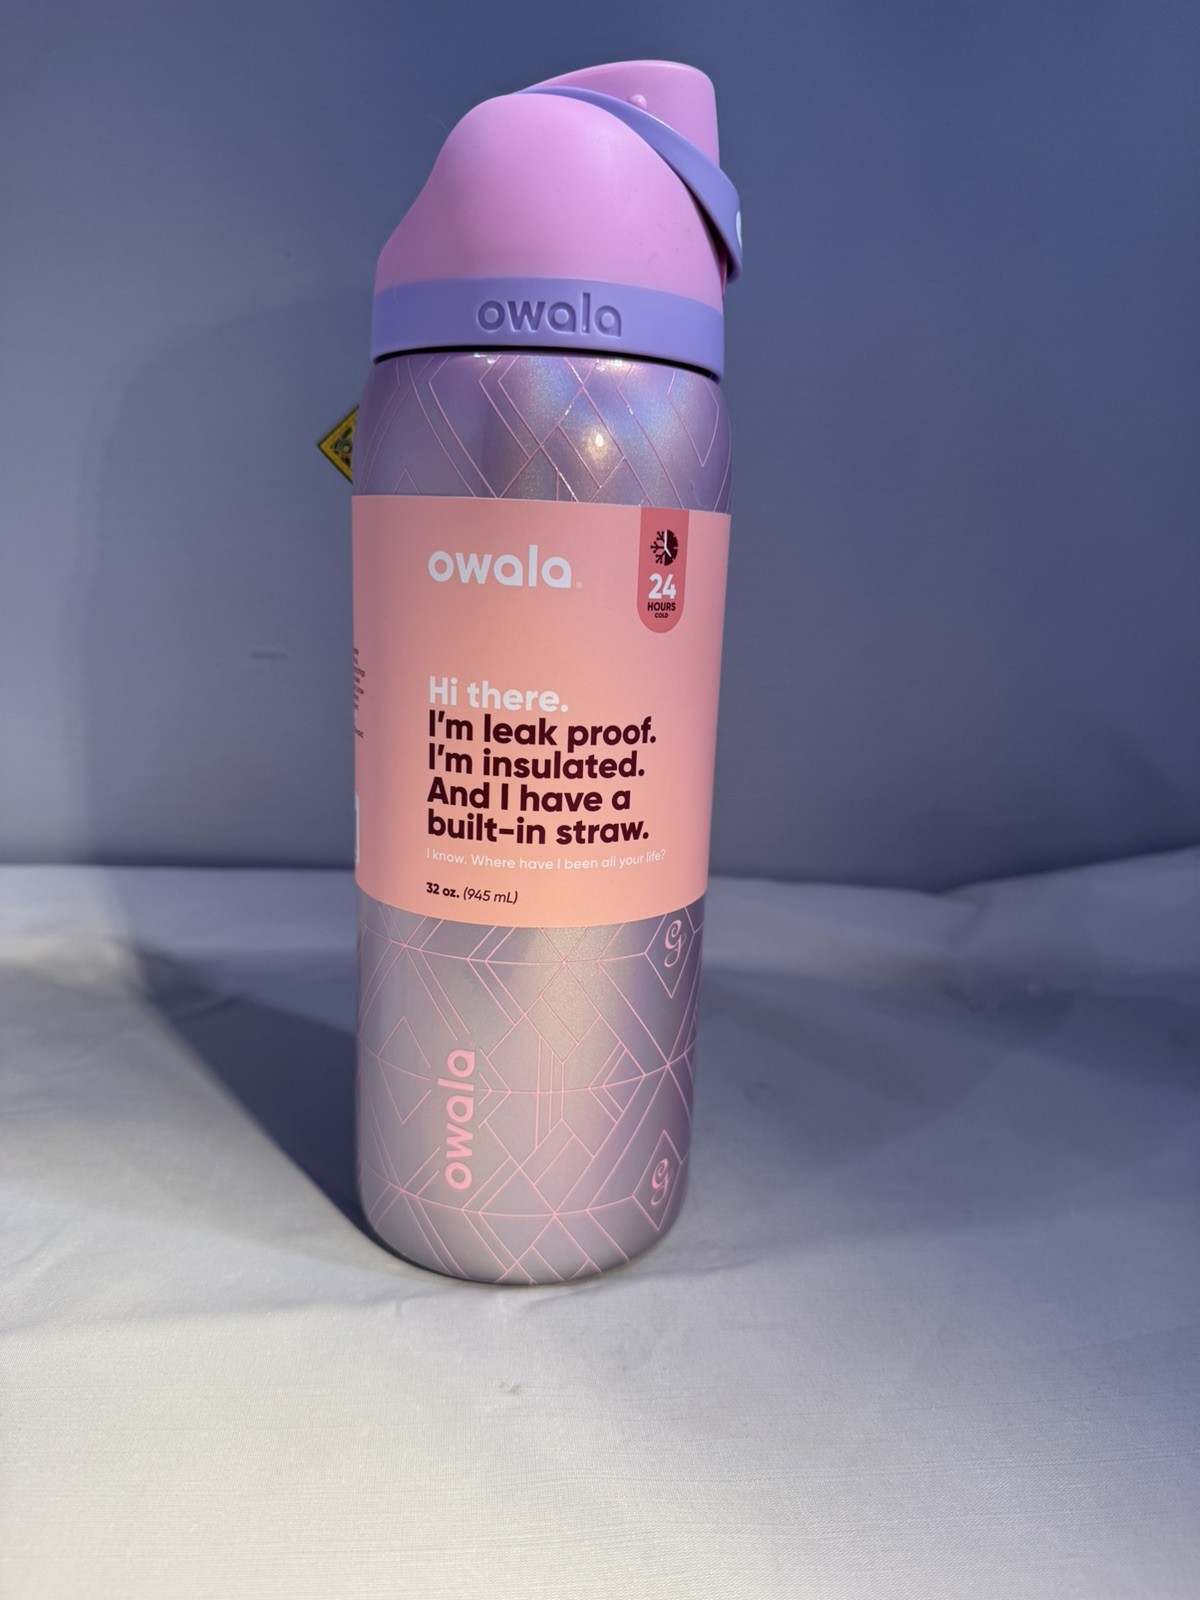 owala
owala
24
HOURS
COLD
Hi there.
I'm leak proof.
I'm insulated.
And I have a
built-in straw.
I know. Where have I been all your life?
32 oz. (945 mL)
owala